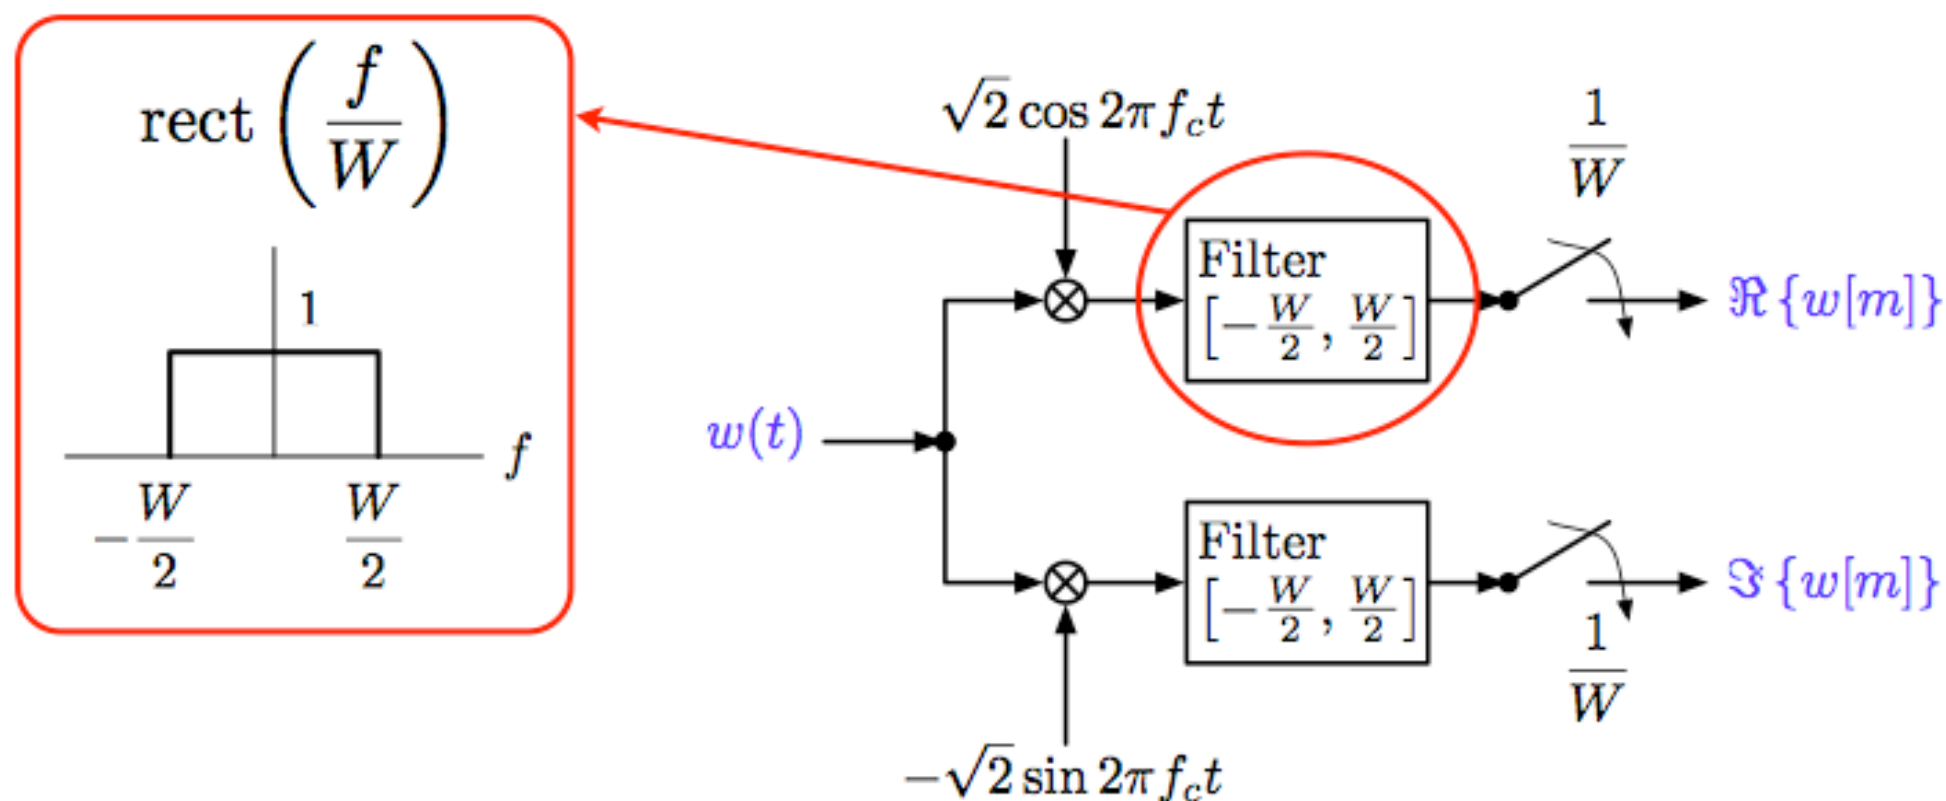 rect ( f / W )
1
f
− W / 2
W / 2
√2 cos 2πf_c t
1 / W
Filter
[− W/2 , W/2 ]
ℜ {w[m]}
w(t)
Filter
[− W/2 , W/2 ]
ℑ {w[m]}
1 / W
−√2 sin 2πf_c t